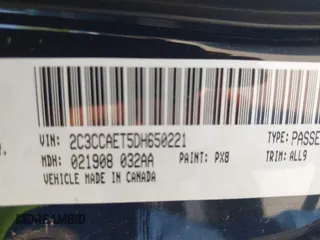 VIN: 2C3CCAET5DH650221 TYPE: PASSE
MDH: 021908 032AA PAINT: PX8 TRIM: ALL9
VEHICLE MADE IN CANADA